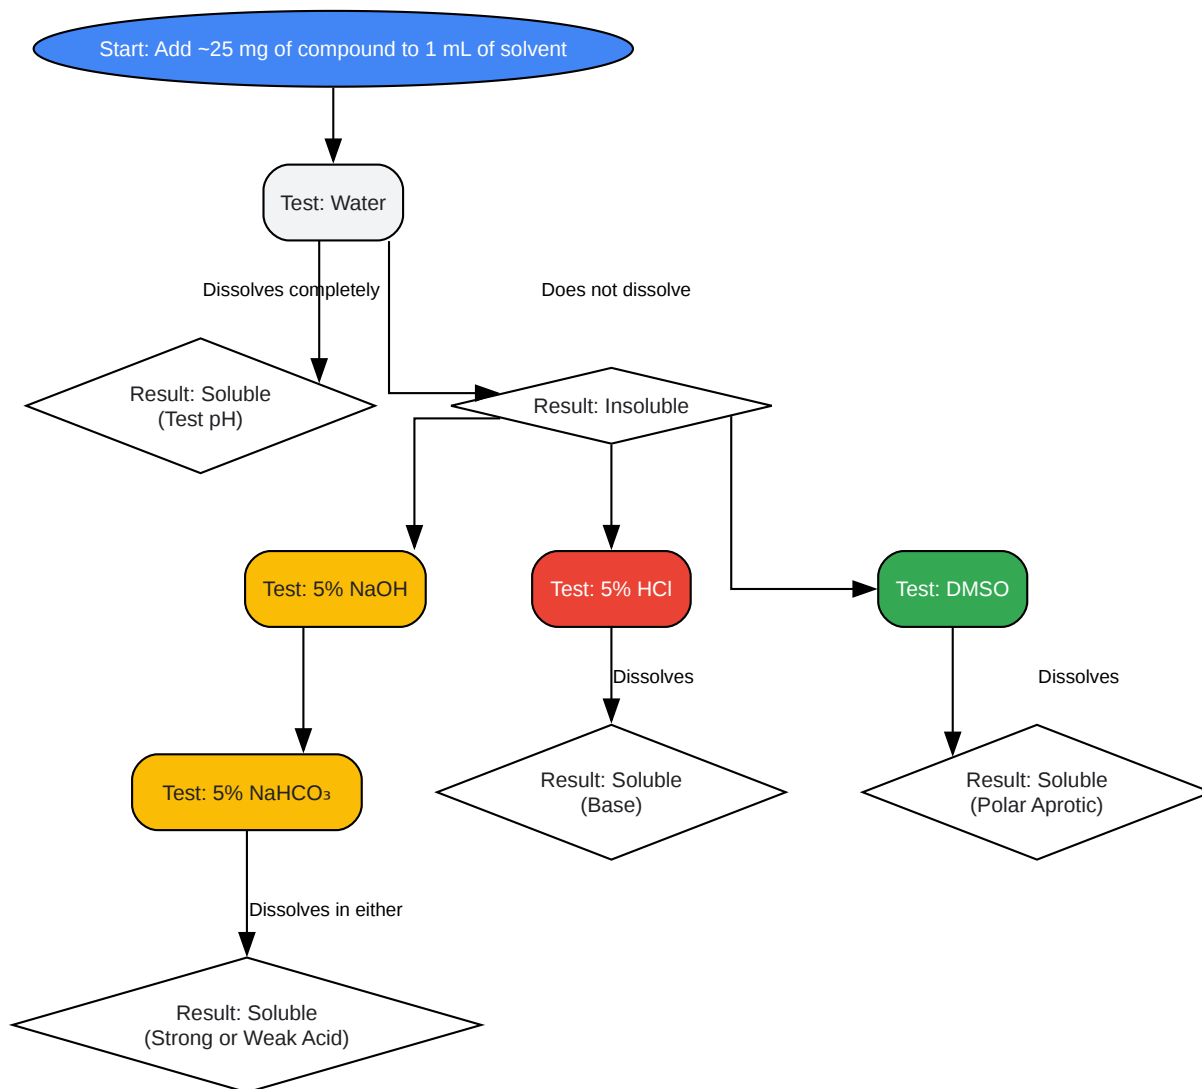 Start: Add ~25 mg of compound to 1 mL of solvent
Test: Water
Dissolves completely
Does not dissolve
Result: Soluble
(Test pH)
Result: Insoluble
Test: 5% NaOH
Test: 5% HCl
Test: DMSO
Dissolves
Dissolves
Test: 5% NaHCO₃
Result: Soluble
(Base)
Result: Soluble
(Polar Aprotic)
Dissolves in either
Result: Soluble
(Strong or Weak Acid)